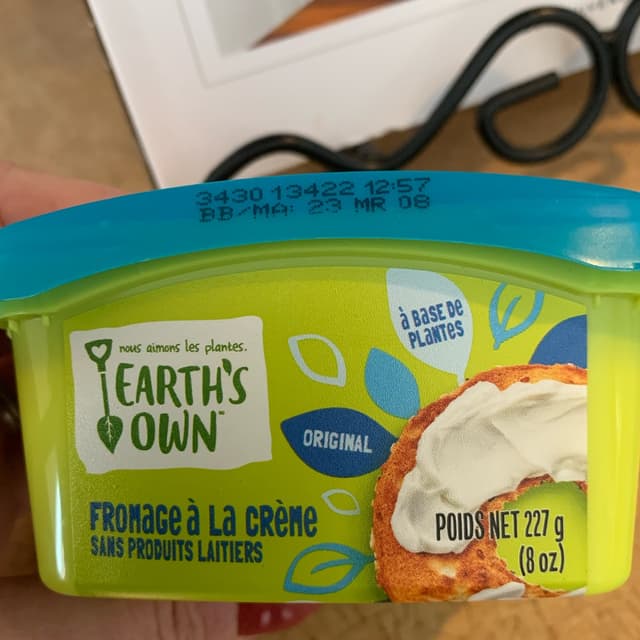 3430 13422 12:57
BB/MA: 23 MR 08
à BASE DE
PLANTES
nous aimons les plantes.
EARTH'S
OWN™
ORIGINAL
FROMAGE à LA CRÈME
SANS PRODUITS LAITIERS
POIDS NET 227 g
(8 oz)